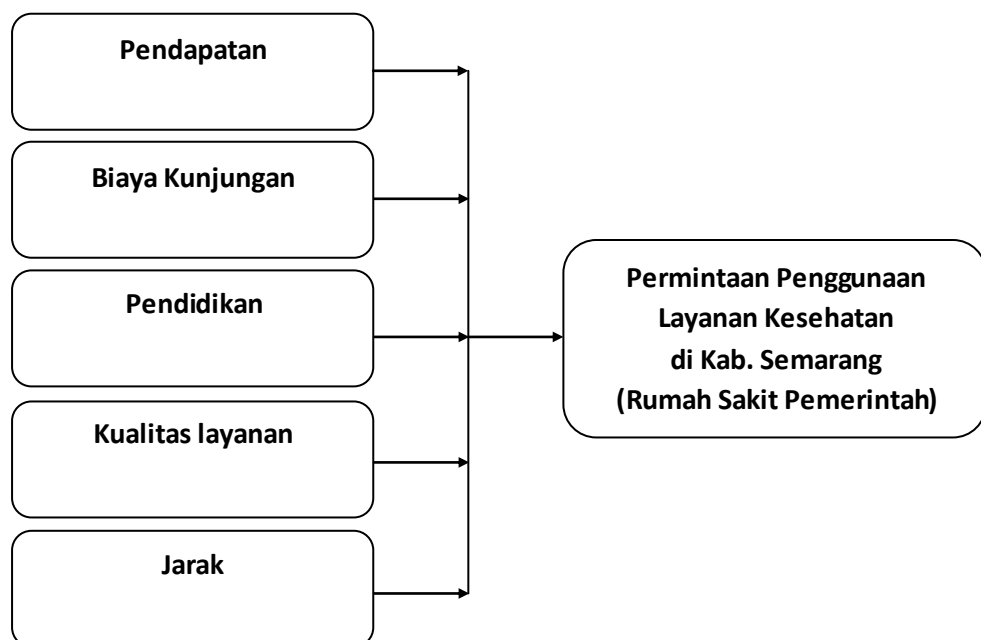 Pendapatan
Biaya Kunjungan
Pendidikan
Kualitas layanan
Jarak
Permintaan Penggunaan
Layanan Kesehatan
di Kab. Semarang
(Rumah Sakit Pemerintah)